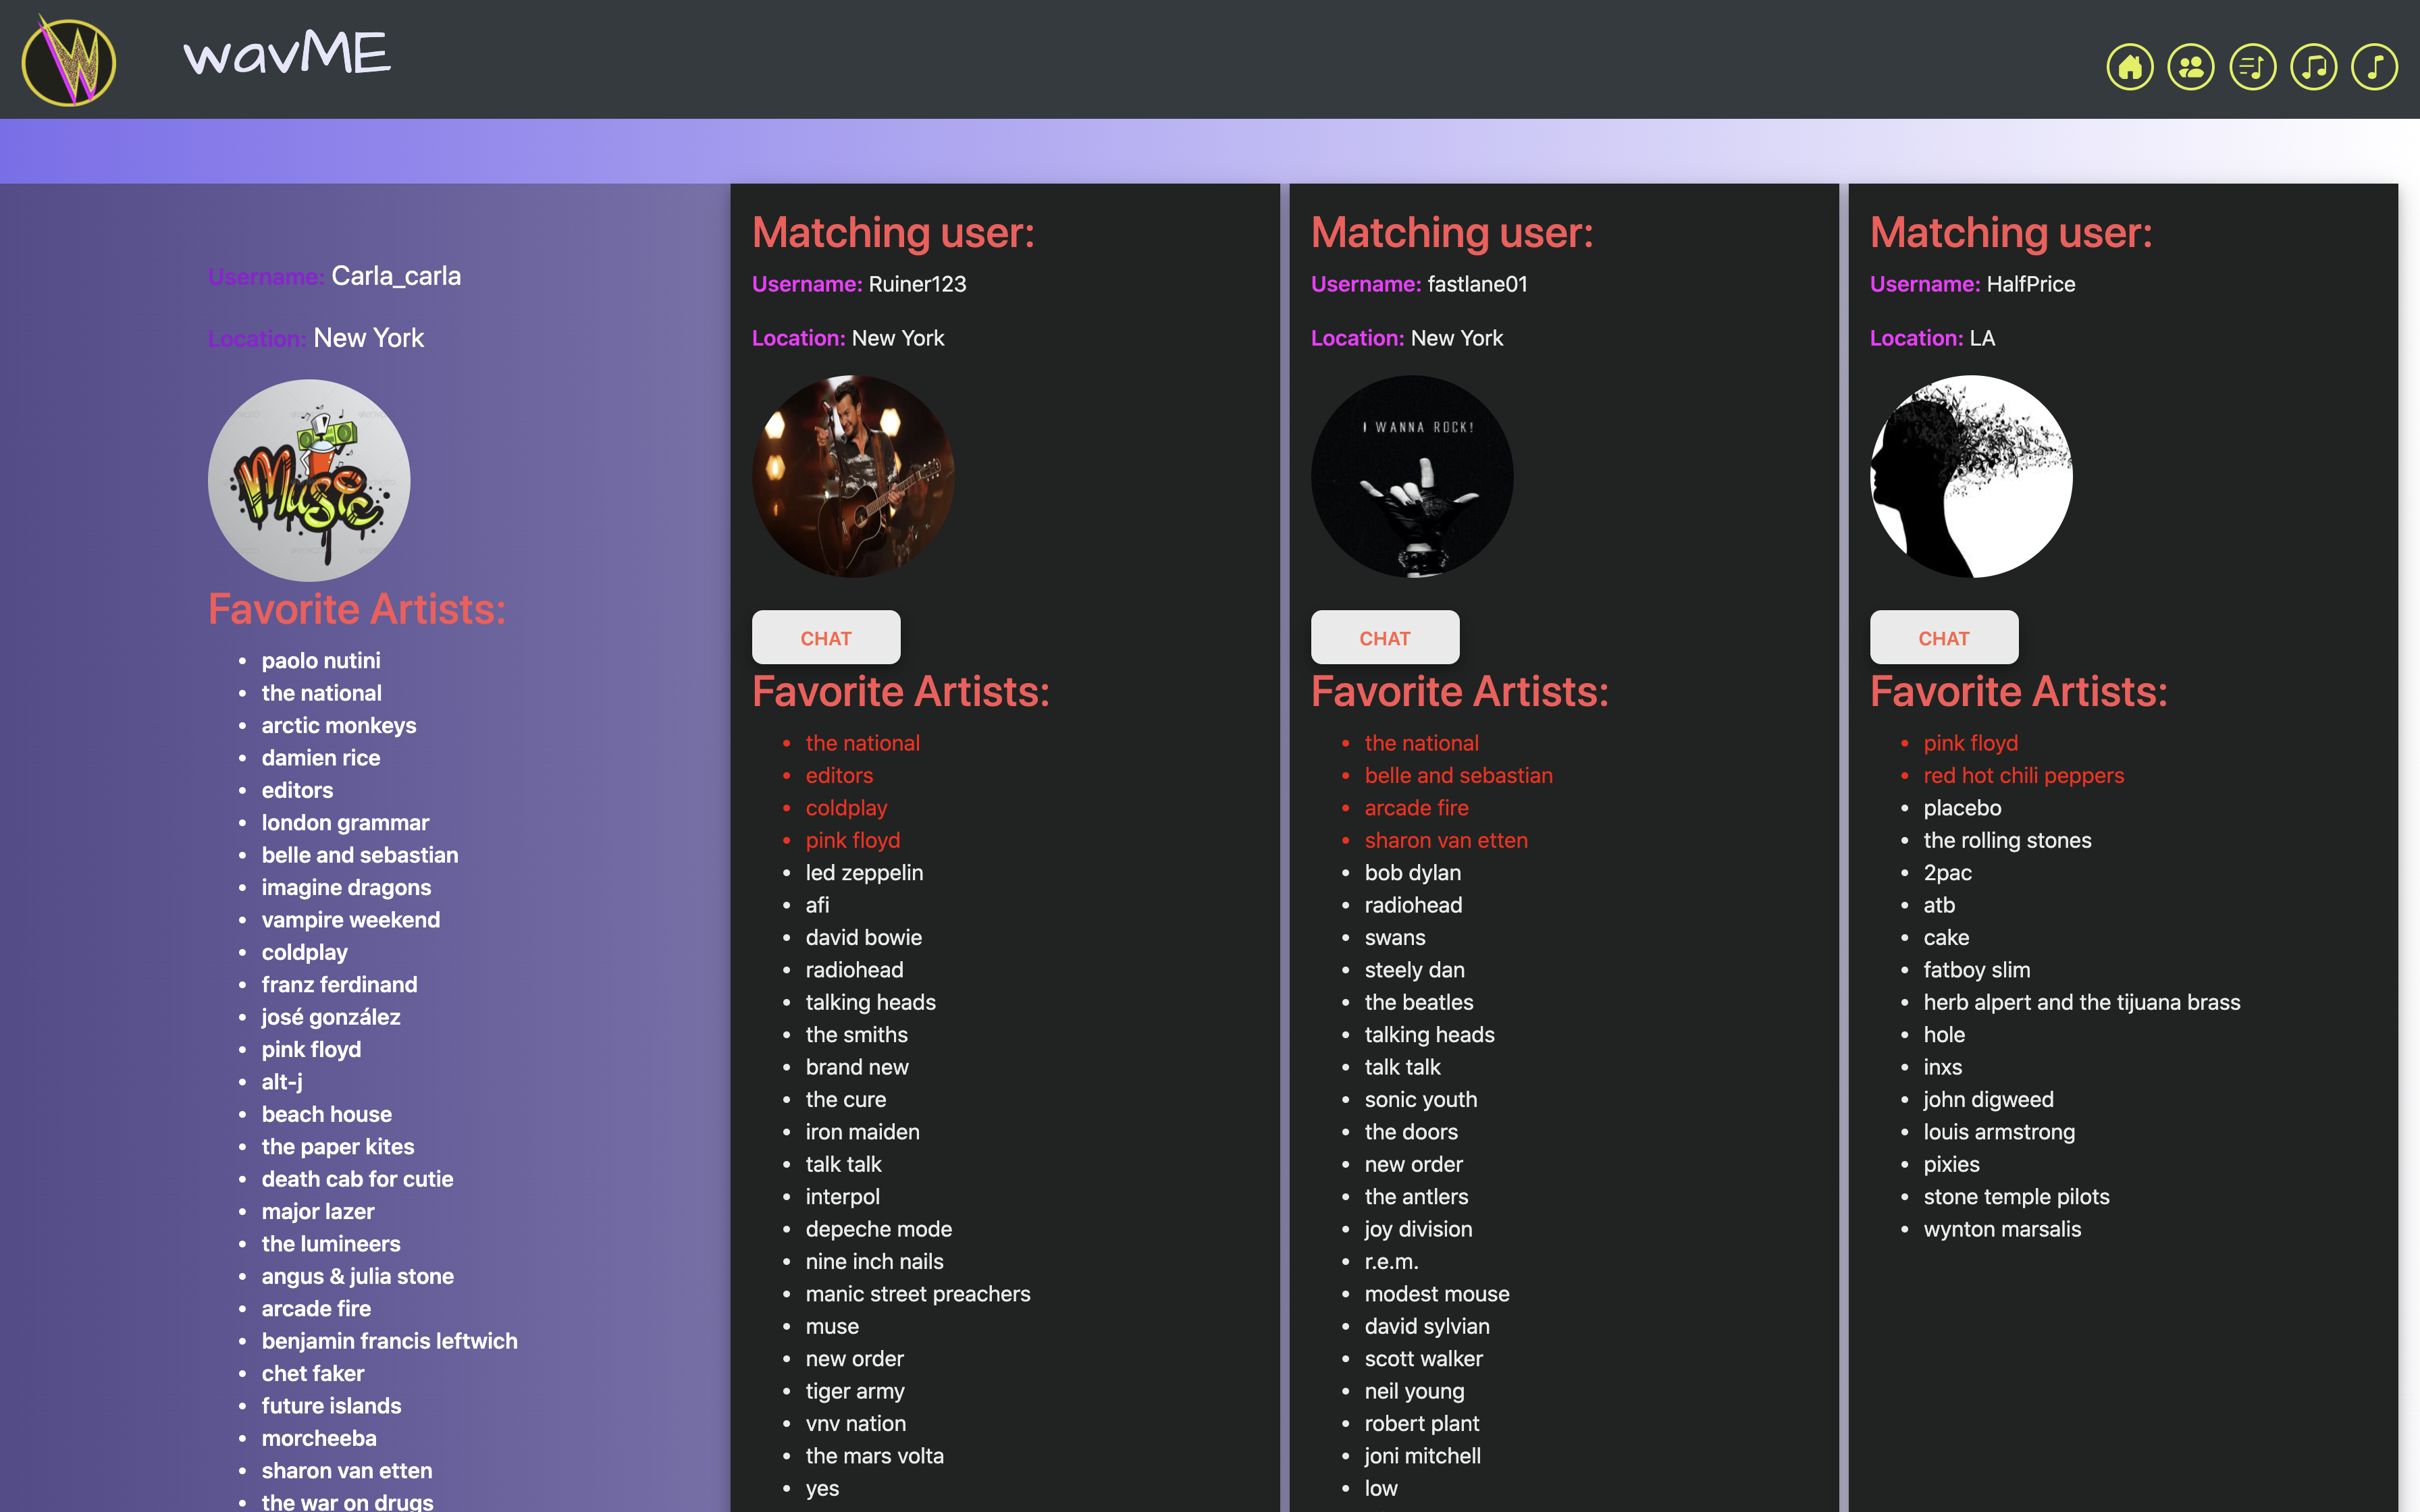 W
wavME
Username: Carla_carla
Location: New York
Music
Favorite Artists:
• paolo nutini
• the national
• arctic monkeys
• damien rice
• editors
• london grammar
• belle and sebastian
• imagine dragons
• vampire weekend
• coldplay
• franz ferdinand
• josé gonzález
• pink floyd
• alt-j
• beach house
• the paper kites
• death cab for cutie
• major lazer
• the lumineers
• angus & julia stone
• arcade fire
• benjamin francis leftwich
• chet faker
• future islands
• morcheeba
• sharon van etten
• the war on drugs
Matching user:
Username: Ruiner123
Location: New York
CHAT
Favorite Artists:
• the national
• editors
• coldplay
• pink floyd
• led zeppelin
• afi
• david bowie
• radiohead
• talking heads
• the smiths
• brand new
• the cure
• iron maiden
• talk talk
• interpol
• depeche mode
• nine inch nails
• manic street preachers
• muse
• new order
• tiger army
• vnv nation
• the mars volta
• yes
Matching user:
Username: fastlane01
Location: New York
I WANNA ROCK!
CHAT
Favorite Artists:
• the national
• belle and sebastian
• arcade fire
• sharon van etten
• bob dylan
• radiohead
• swans
• steely dan
• the beatles
• talking heads
• talk talk
• sonic youth
• the doors
• new order
• the antlers
• joy division
• r.e.m.
• modest mouse
• david sylvian
• scott walker
• neil young
• robert plant
• joni mitchell
• low
Matching user:
Username: HalfPrice
Location: LA
CHAT
Favorite Artists:
• pink floyd
• red hot chili peppers
• placebo
• the rolling stones
• 2pac
• atb
• cake
• fatboy slim
• herb alpert and the tijuana brass
• hole
• inxs
• john digweed
• louis armstrong
• pixies
• stone temple pilots
• wynton marsalis